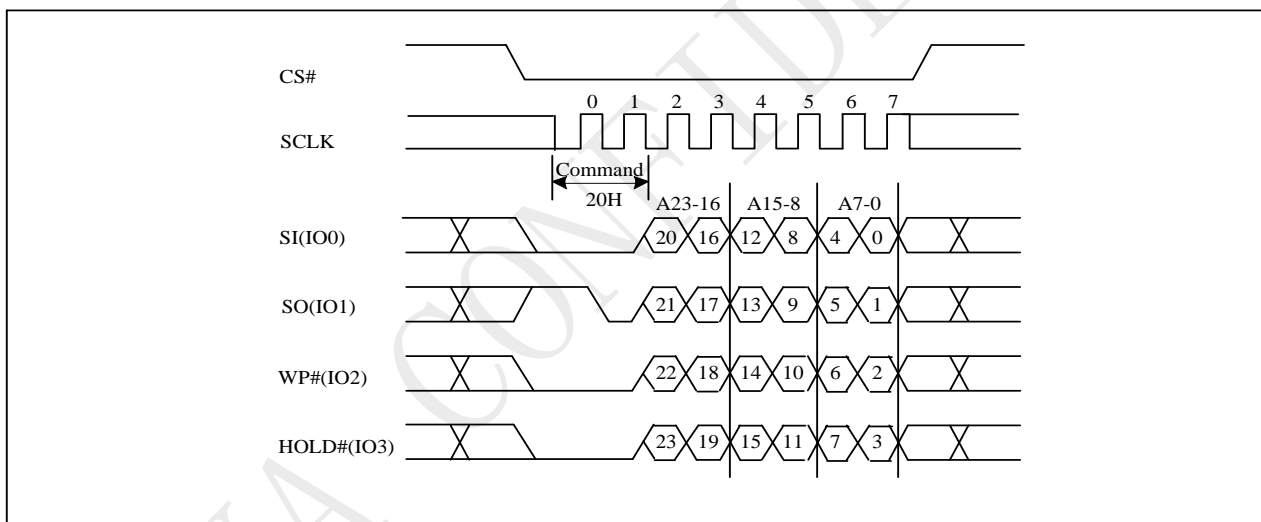 CS#
0 1 2 3 4 5 6 7
SCLK
Command
20H
A23-16 A15-8 A7-0
SI(IO0) 20 16 12 8 4 0
SO(IO1) 21 17 13 9 5 1
WP#(IO2) 22 18 14 10 6 2
HOLD#(IO3) 23 19 15 11 7 3